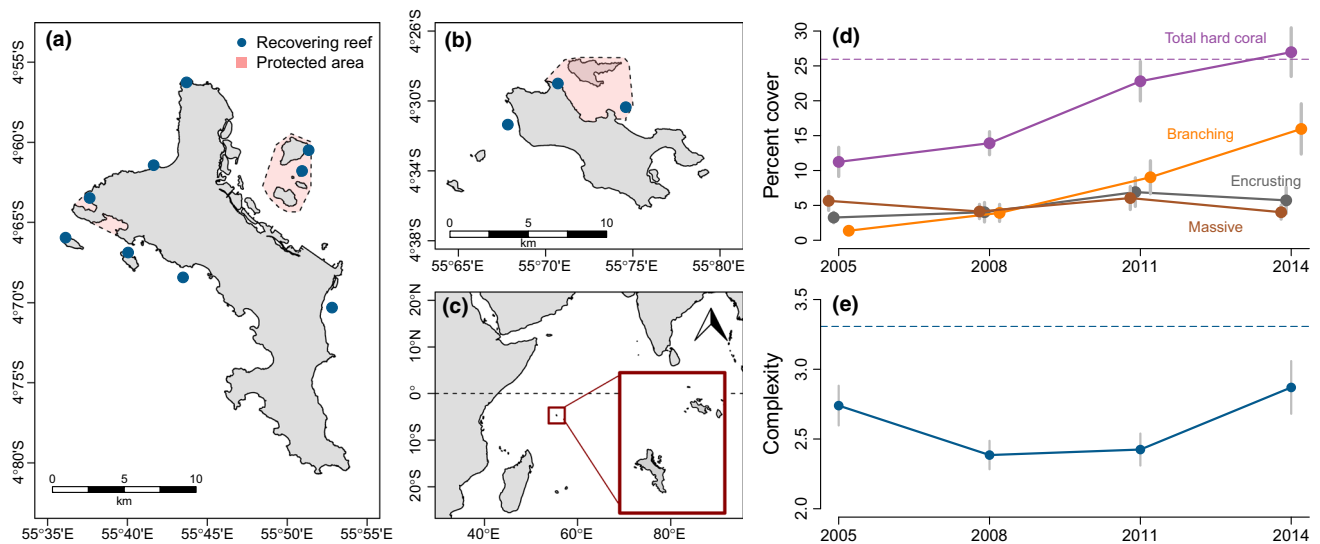 (a)
Recovering reef
Protected area
4°55'S
4°60'S
4°65'S
4°70'S
4°75'S
4°80'S
0 5 10
km
55°35'E 55°40'E 55°45'E 55°50'E 55°55'E
(b)
4°26'S
4°30'S
4°34'S
4°38'S
0 5 10
km
55°65'E 55°70'E 55°75'E 55°80'E
(c)
20°N
10°N
0°
10°S
20°S
40°E 60°E 80°E
(d)
Percent cover
30
25
20
15
10
5
0
Total hard coral
Branching
Encrusting
Massive
2005 2008 2011 2014
(e)
Complexity
3.5
3.0
2.5
2.0
2005 2008 2011 2014